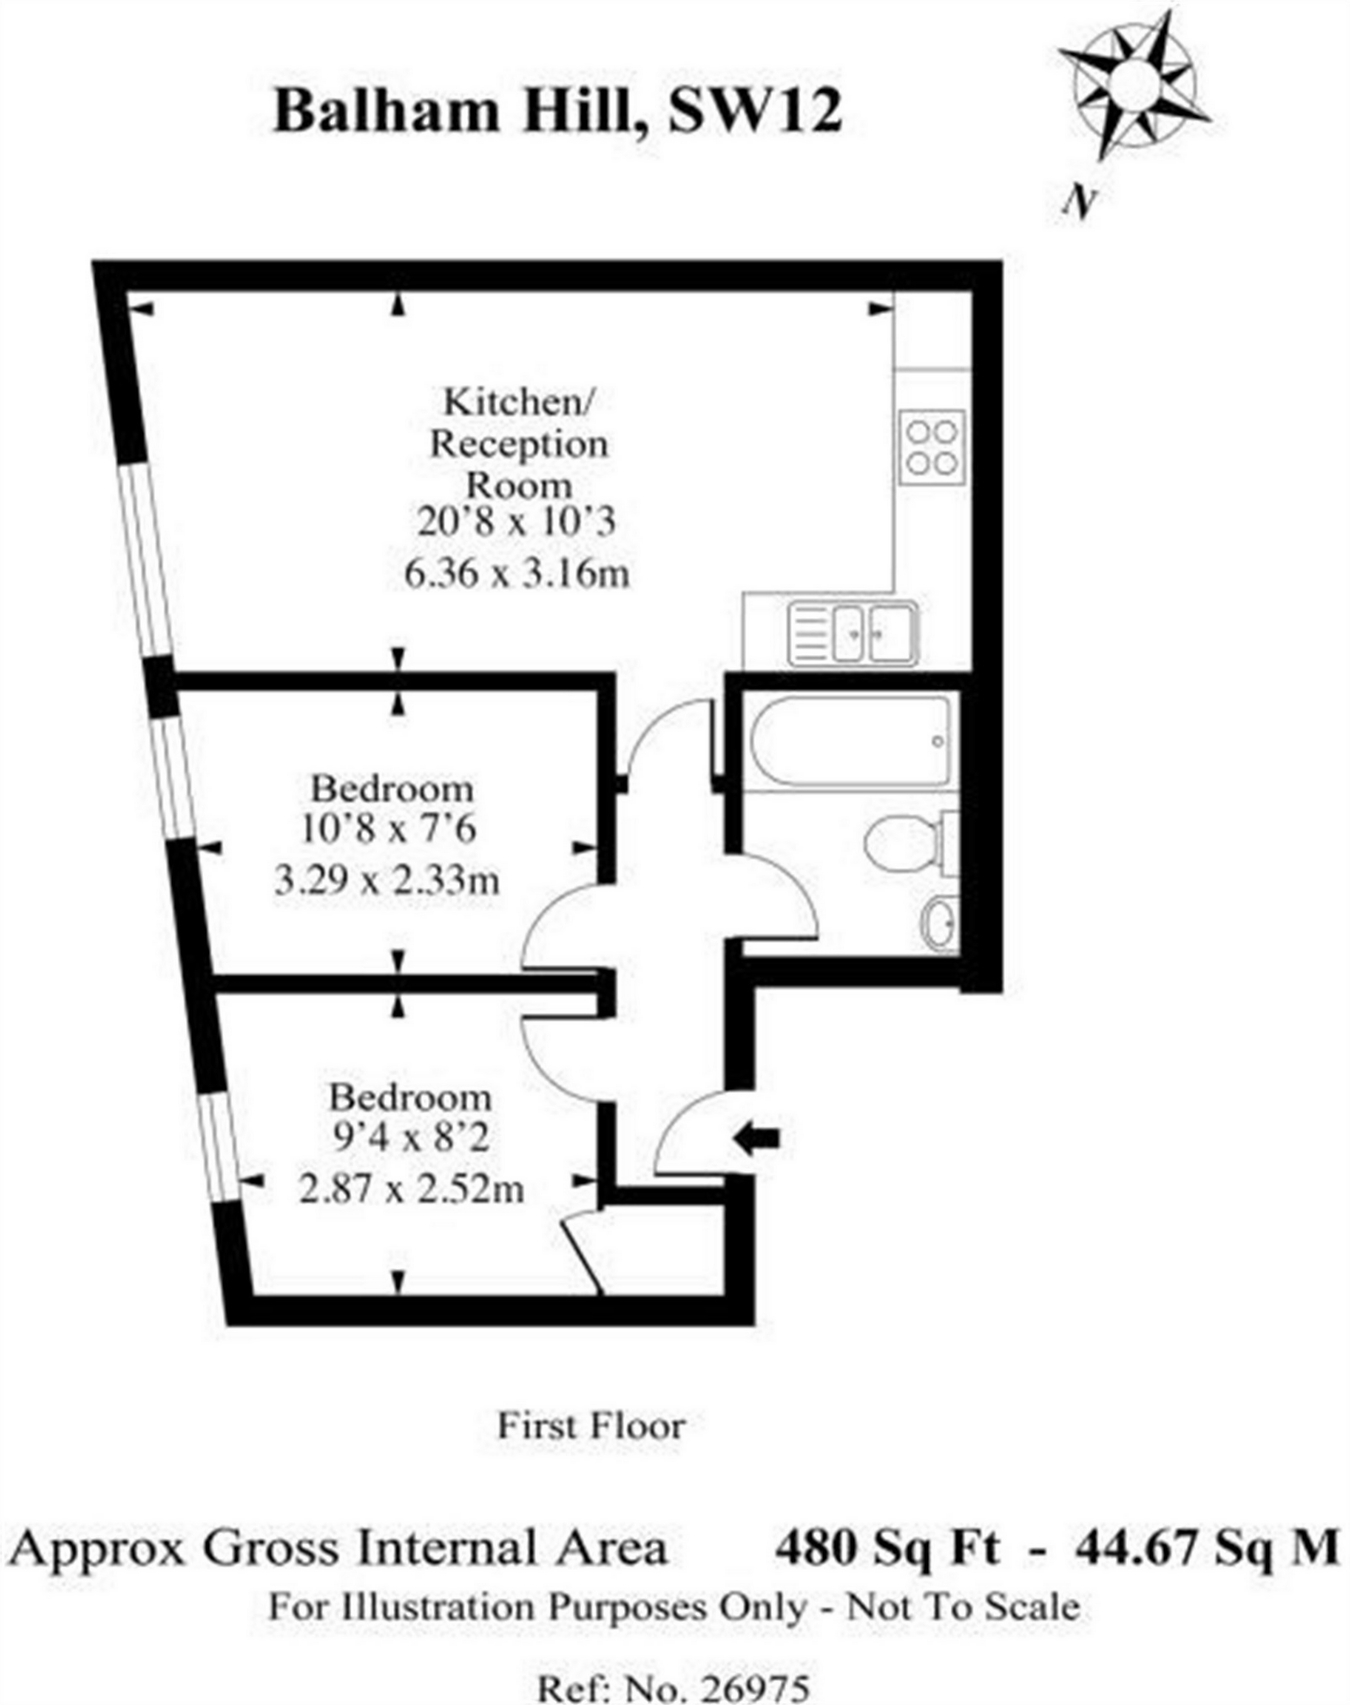 Balham Hill, SW12
N
Kitchen/
Reception
Room
20’8 x 10’3
6.36 x 3.16m
Bedroom
10’8 x 7’6
3.29 x 2.33m
Bedroom
9’4 x 8’2
2.87 x 2.52m
First Floor
Approx Gross Internal Area 480 Sq Ft - 44.67 Sq M
For Illustration Purposes Only - Not To Scale
Ref: No. 26975